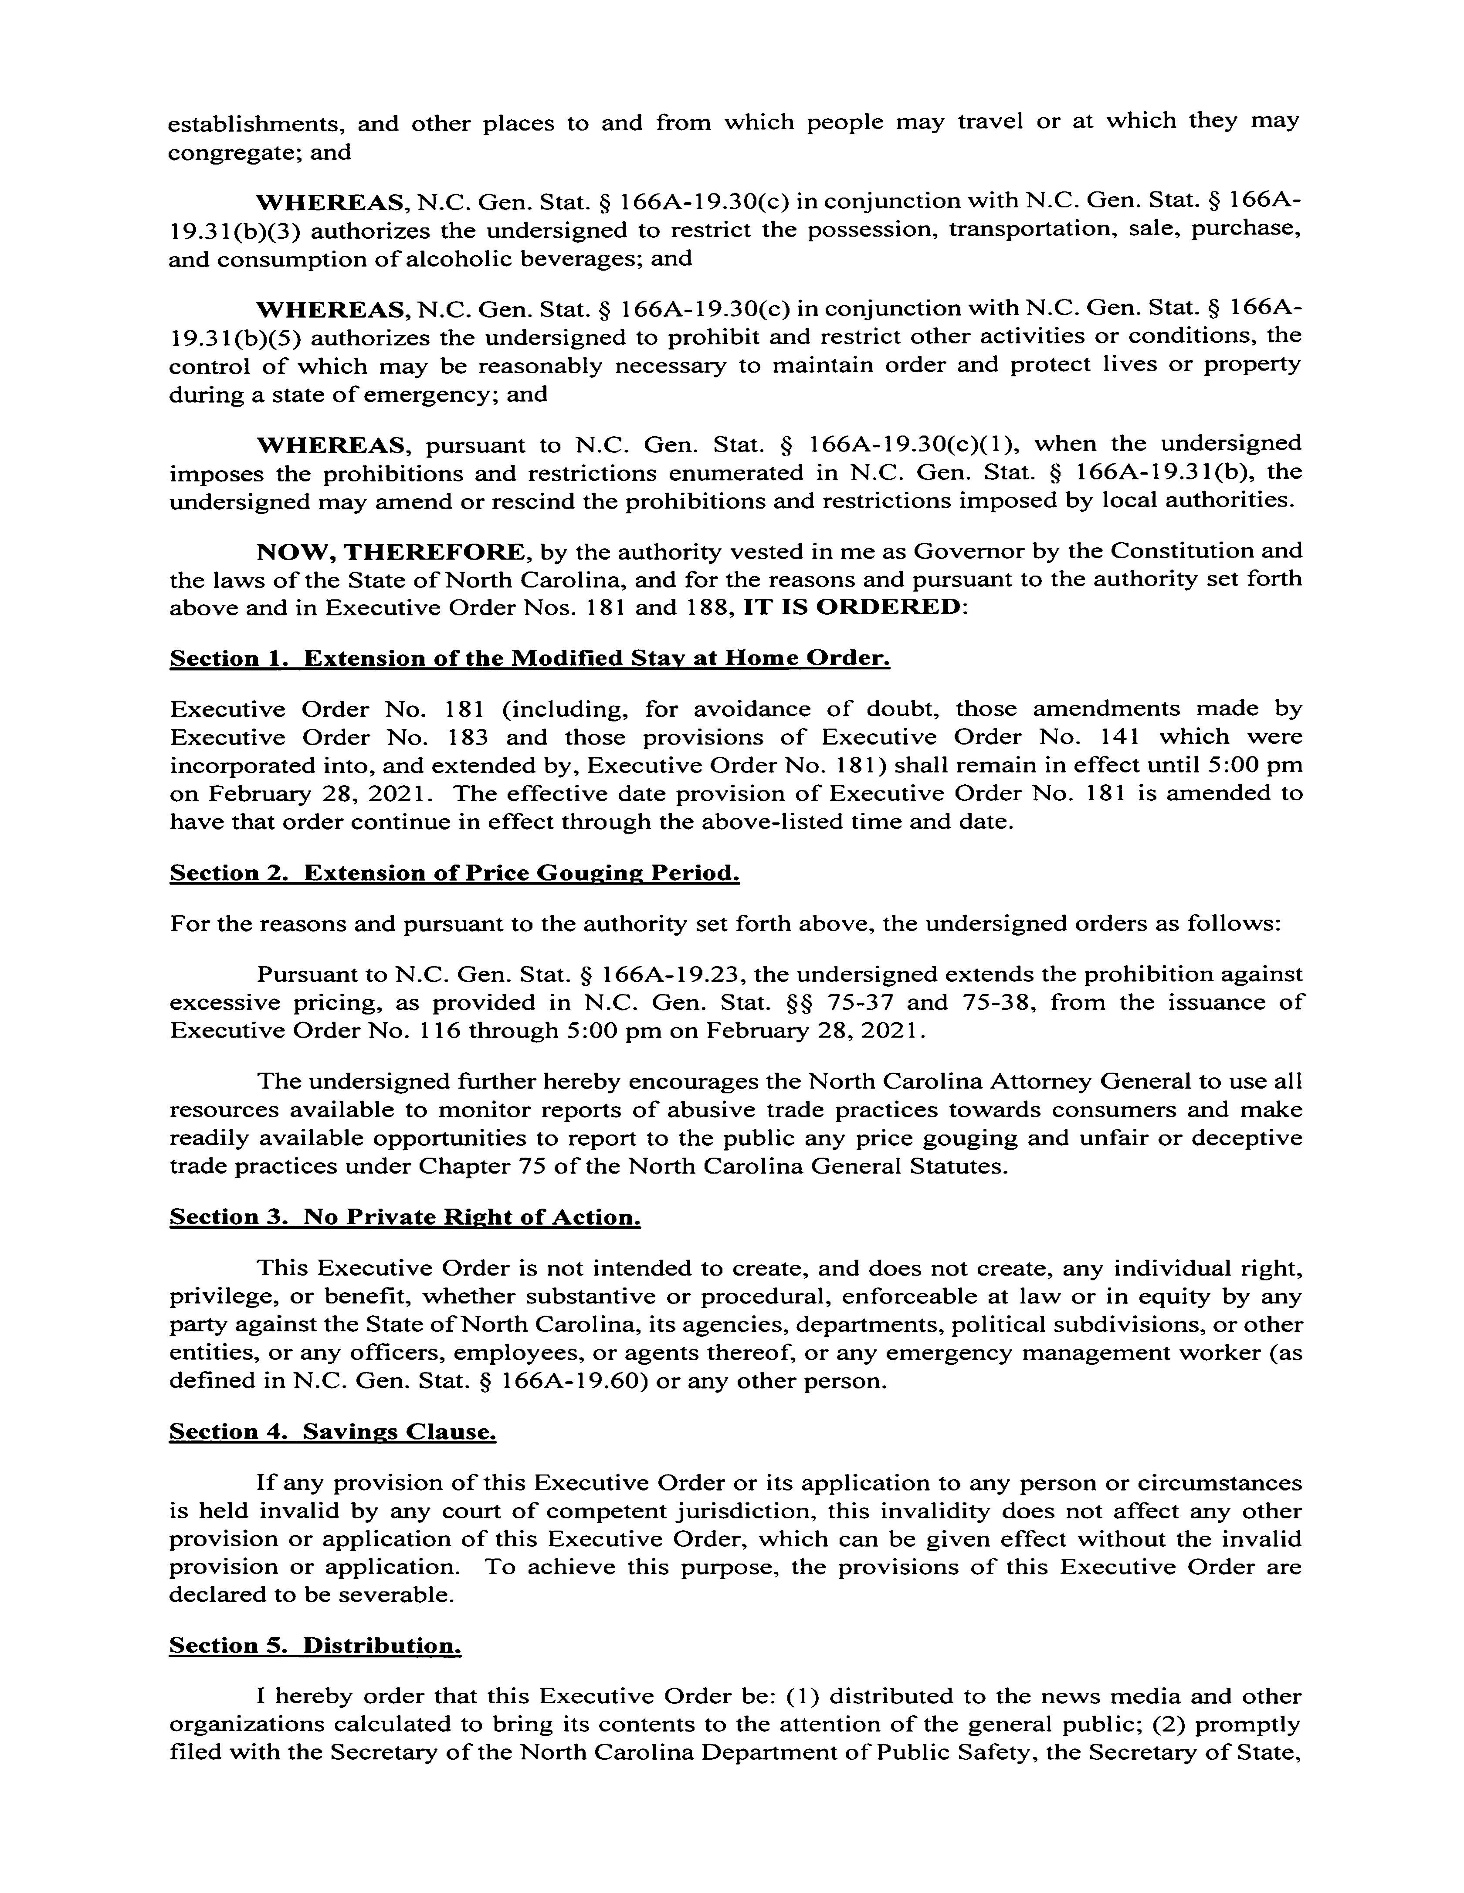 establishments, and other places to and from which people may travel or at which they may
congregate; and
WHEREAS, N.C. Gen. Stat. § 166A-19.30(c) in conjunction with N.C. Gen. Stat. § 166A-
19.31(b)(3) authorizes the undersigned to restrict the possession, transportation, sale, purchase,
and consumption of alcoholic beverages; and
WHEREAS, N.C. Gen. Stat. § 166A-19.30(c) in conjunction with N.C. Gen. Stat. § 166A-
19.31(b)(5) authorizes the undersigned to prohibit and restrict other activities or conditions, the
control of which may be reasonably necessary to maintain order and protect lives or property
during a state of emergency; and
WHEREAS, pursuant to N.C. Gen. Stat. § 166A-19.30(c)(1), when the undersigned
imposes the prohibitions and restrictions enumerated in N.C. Gen. Stat. § 166A-19.31(b), the
undersigned may amend or rescind the prohibitions and restrictions imposed by local authorities.
NOW, THEREFORE, by the authority vested in me as Governor by the Constitution and
the laws of the State of North Carolina, and for the reasons and pursuant to the authority set forth
above and in Executive Order Nos. 181 and 188, IT IS ORDERED:
Section 1. Extension of the Modified Stay at Home Order.
Executive Order No. 181 (including, for avoidance of doubt, those amendments made by
Executive Order No. 183 and those provisions of Executive Order No. 141 which were
incorporated into, and extended by, Executive Order No. 181) shall remain in effect until 5:00 pm
on February 28, 2021. The effective date provision of Executive Order No. 181 is amended to
have that order continue in effect through the above-listed time and date.
Section 2. Extension of Price Gouging Period.
For the reasons and pursuant to the authority set forth above, the undersigned orders as follows:
Pursuant to N.C. Gen. Stat. § 166A-19.23, the undersigned extends the prohibition against
excessive pricing, as provided in N.C. Gen. Stat. §§ 75-37 and 75-38, from the issuance of
Executive Order No. 116 through 5:00 pm on February 28, 2021.
The undersigned further hereby encourages the North Carolina Attorney General to use all
resources available to monitor reports of abusive trade practices towards consumers and make
readily available opportunities to report to the public any price gouging and unfair or deceptive
trade practices under Chapter 75 of the North Carolina General Statutes.
Section 3. No Private Right of Action.
This Executive Order is not intended to create, and does not create, any individual right,
privilege, or benefit, whether substantive or procedural, enforceable at law or in equity by any
party against the State of North Carolina, its agencies, departments, political subdivisions, or other
entities, or any officers, employees, or agents thereof, or any emergency management worker (as
defined in N.C. Gen. Stat. § 166A-19.60) or any other person.
Section 4. Savings Clause.
If any provision of this Executive Order or its application to any person or circumstances
is held invalid by any court of competent jurisdiction, this invalidity does not affect any other
provision or application of this Executive Order, which can be given effect without the invalid
provision or application. To achieve this purpose, the provisions of this Executive Order are
declared to be severable.
Section 5. Distribution.
I hereby order that this Executive Order be: (1) distributed to the news media and other
organizations calculated to bring its contents to the attention of the general public; (2) promptly
filed with the Secretary of the North Carolina Department of Public Safety, the Secretary of State,